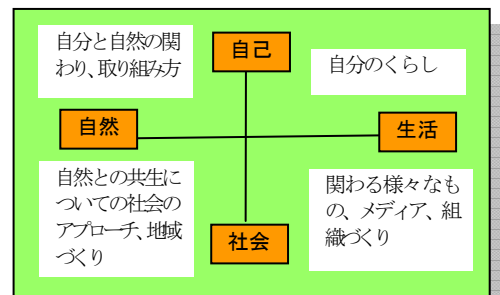 自分と自然の関
わり、取り組み方
自己
自分のくらし
自然
生活
自然との共生に
ついての社会の
アプローチ、地域
づくり
社会
関わる様々なも
の、メディア、組
織づくり